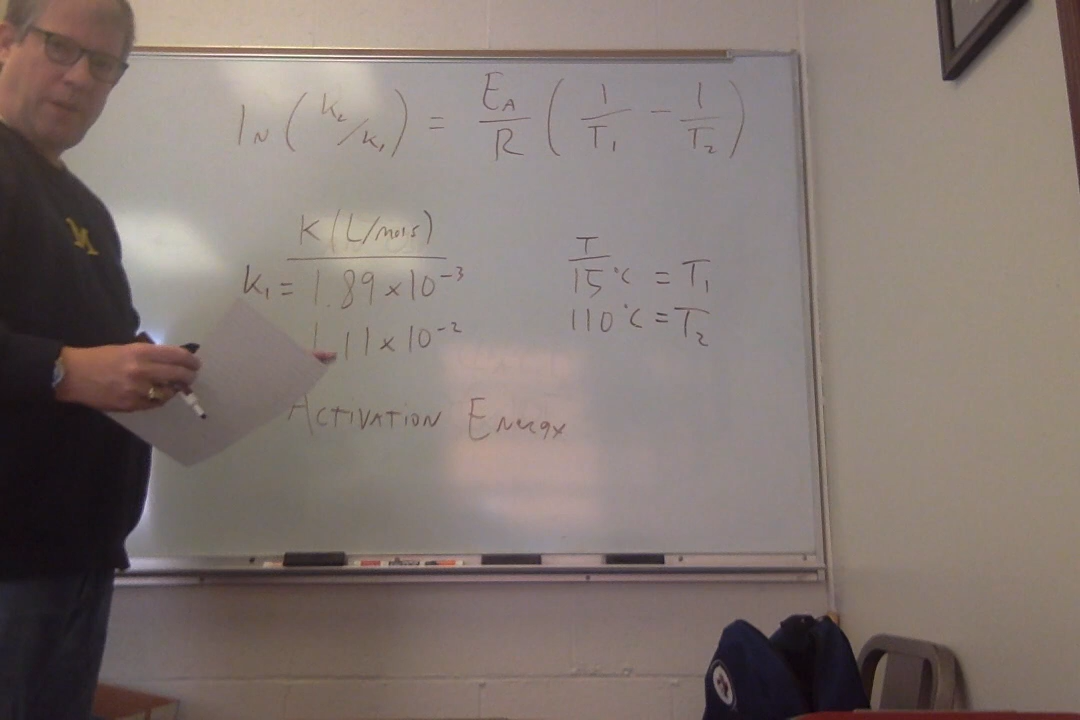 ln (k₂/k₁) = E_A/R (1/T₁ - 1/T₂)
K (L/mol s)
k₁ = 1.89 x 10⁻³
1.11 x 10⁻²
T
15°C = T₁
110°C = T₂
ACTIVATION ENERGY
M